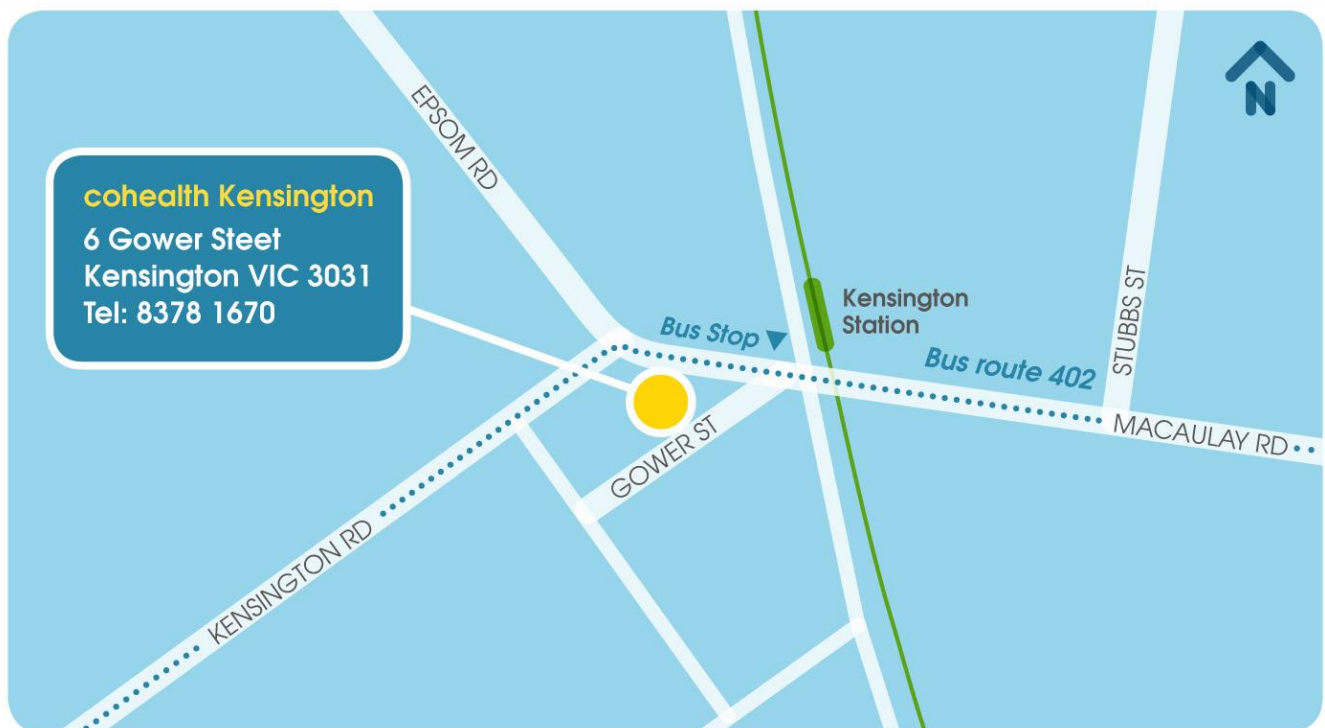 N
EPSOM RD
cohealth Kensington
6 Gower Steet
Kensington VIC 3031
Tel: 8378 1670
Kensington
Station
Bus Stop
Bus route 402
STUBBS ST
MACAULAY RD
GOWER ST
KENSINGTON RD